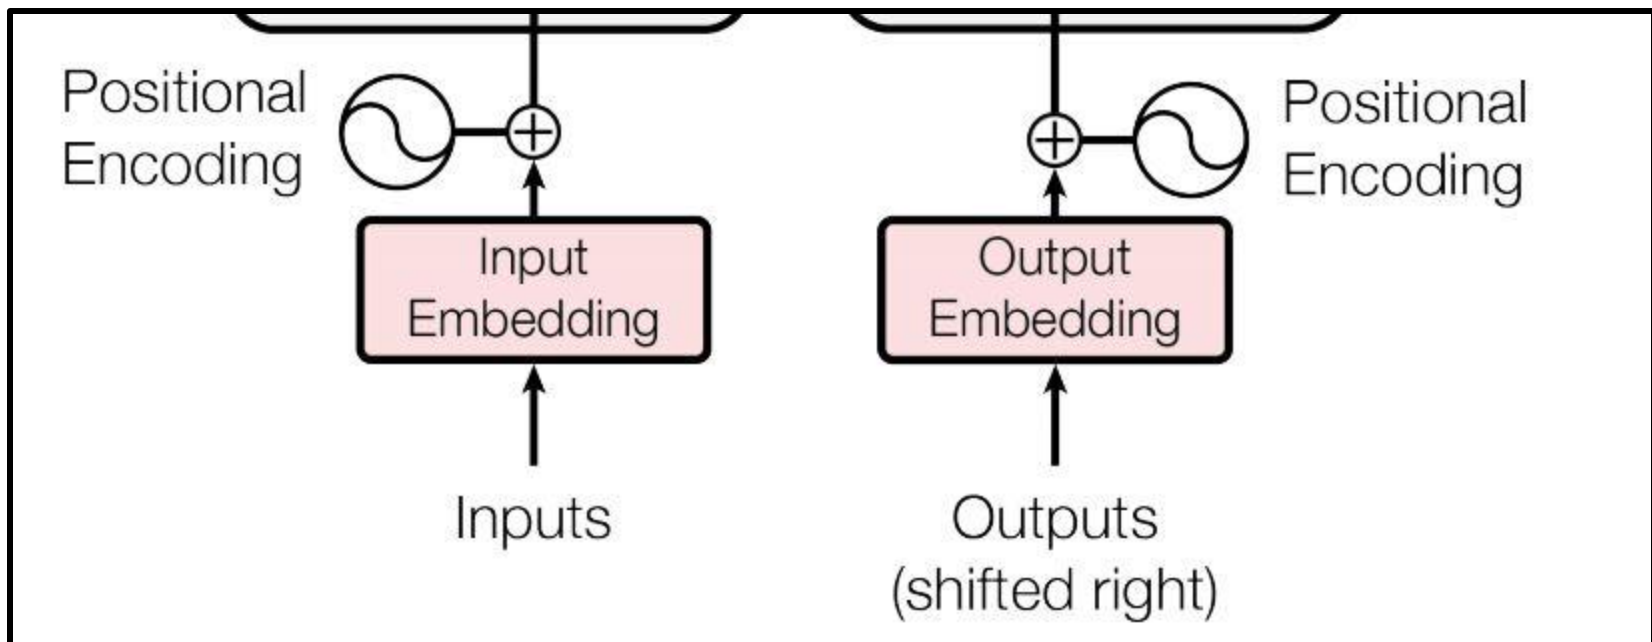 Positional
Encoding
Positional
Encoding
Input
Embedding
Output
Embedding
Inputs
Outputs
(shifted right)